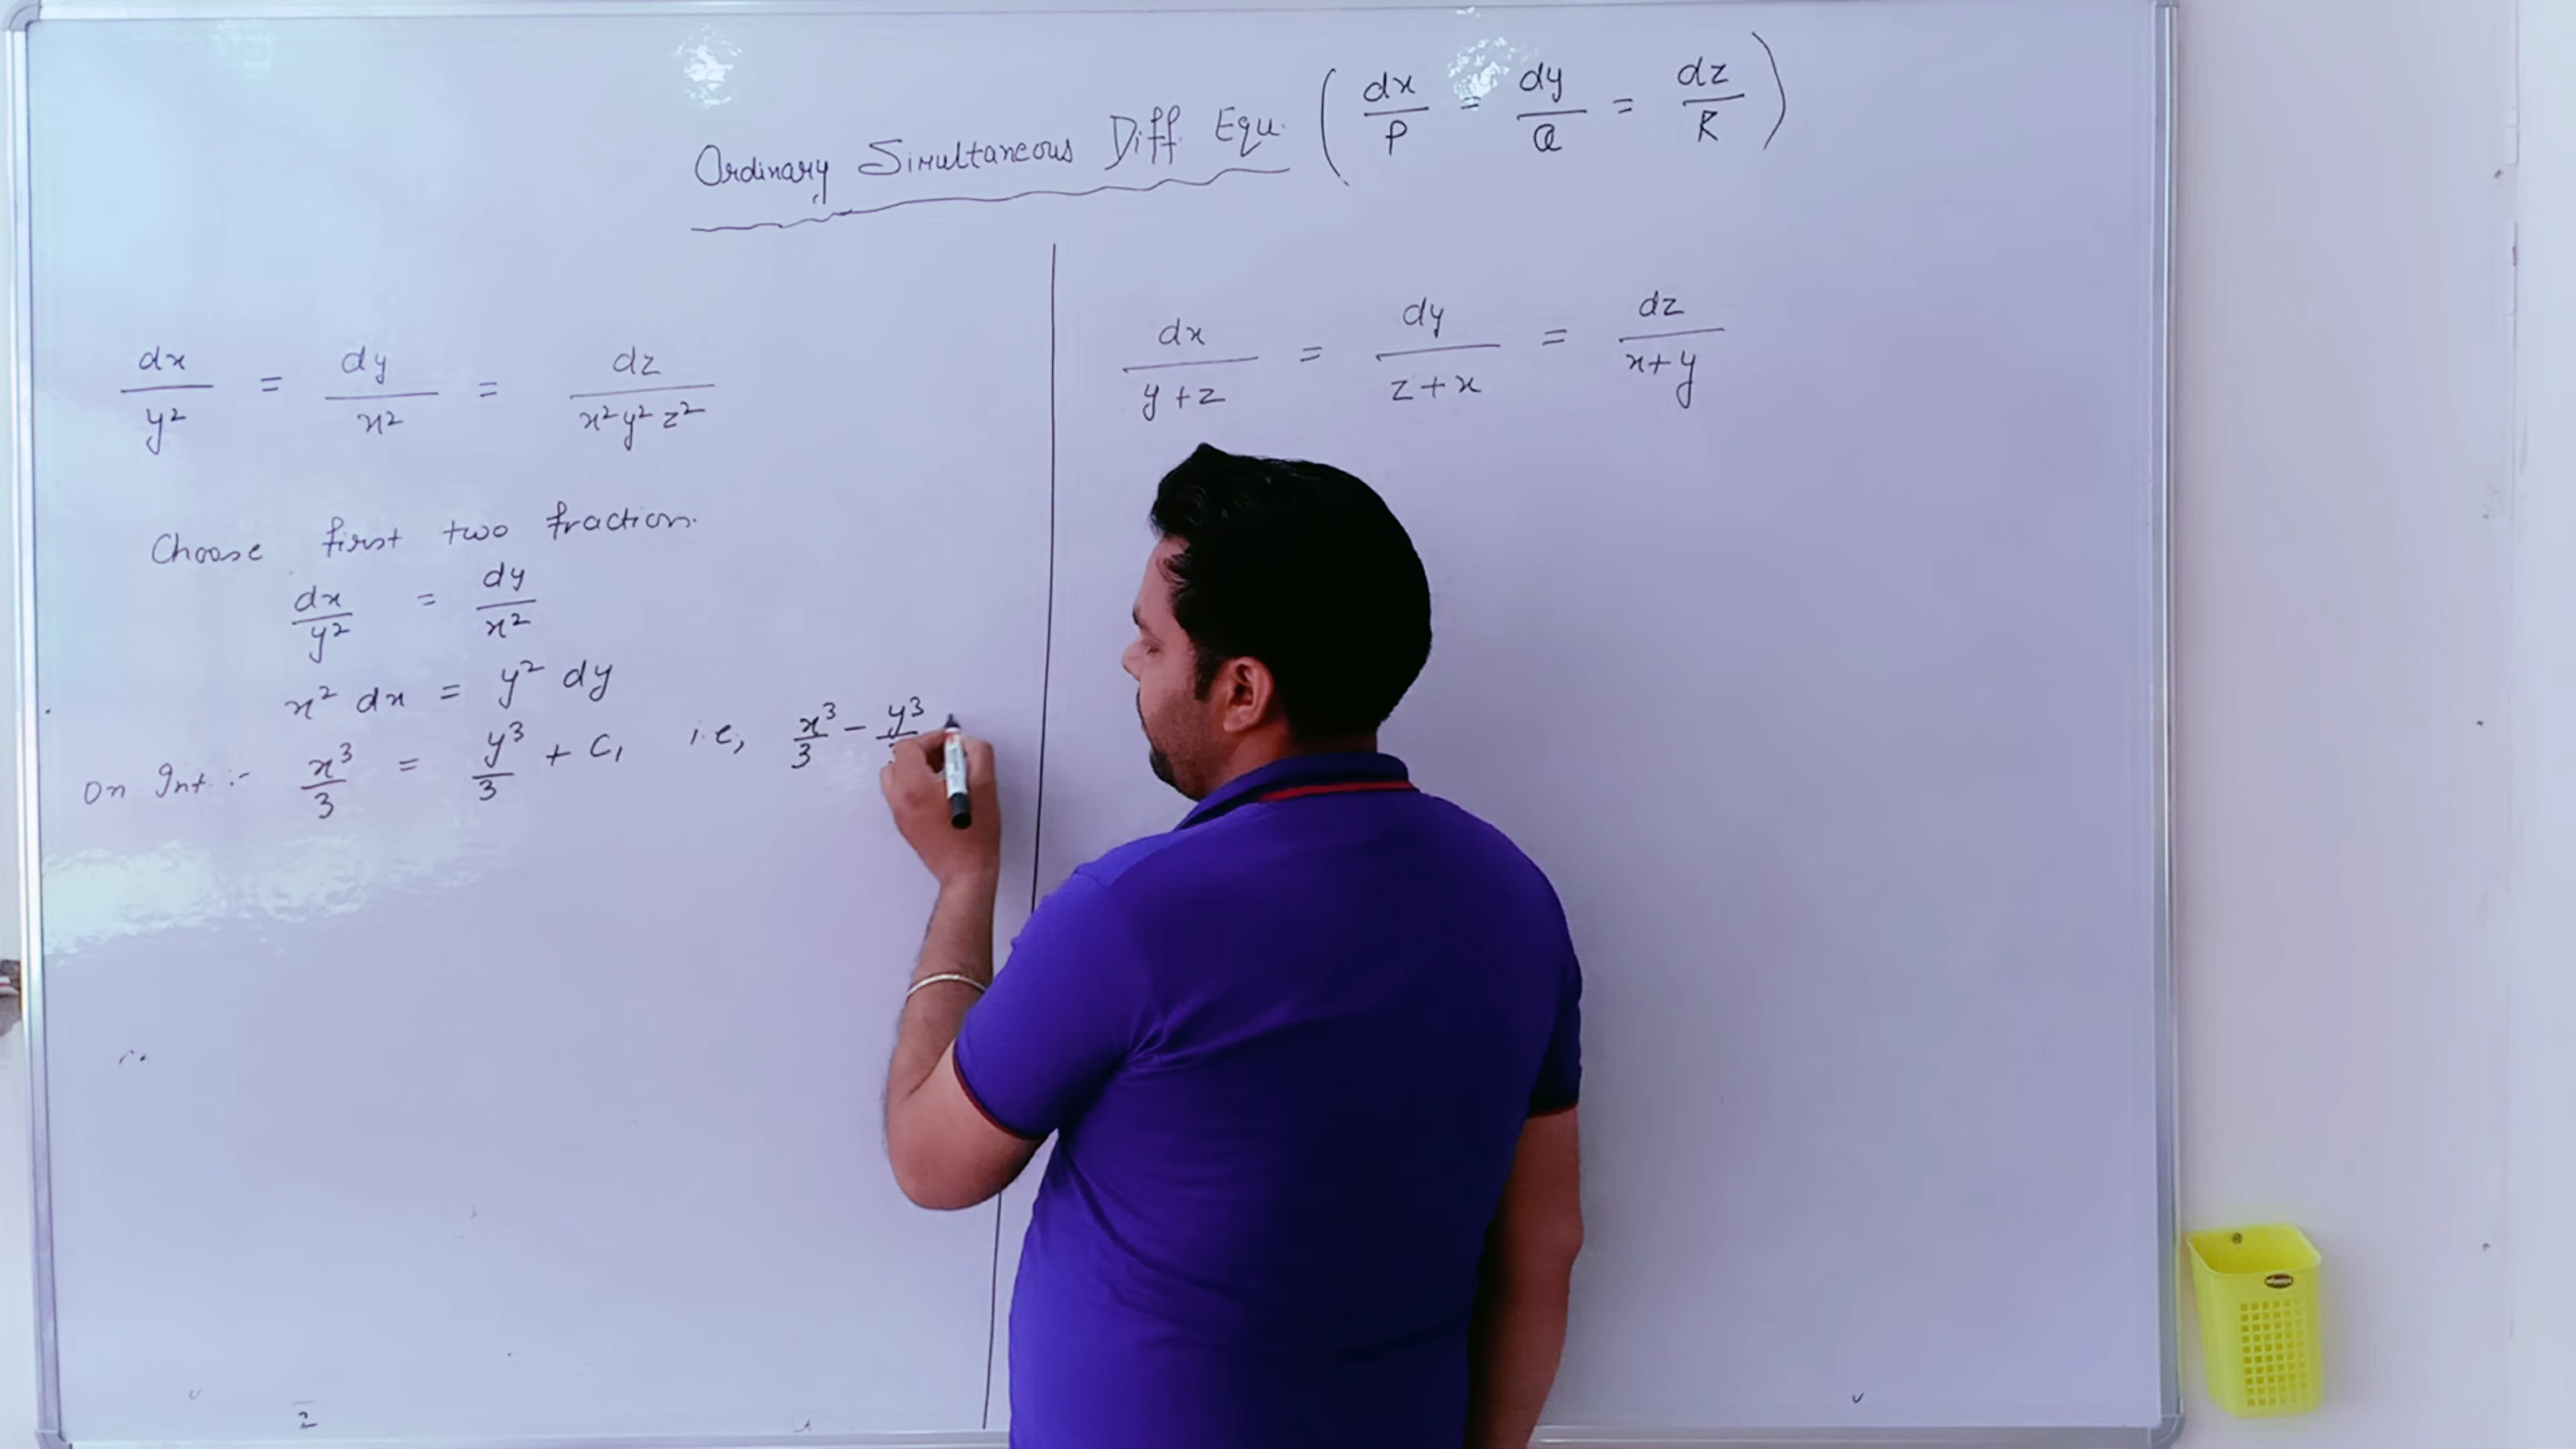 Ordinary Simultaneous Diff. Equ. ( dx/P = dy/Q = dz/R )
dx/y² = dy/x² = dz/x²y²z²
Choose first two fraction.
dx/y² = dy/x²
x² dx = y² dy
On Int :- x³/3 = y³/3 + C₁ i.e, x³/3 - y³
dx/y+z = dy/z+x = dz/x+y
2